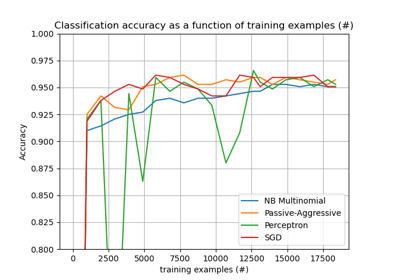 Classification accuracy as a function of training examples (#)
1.000
0.975
0.950
0.925
0.900
0.875
0.850
0.825
0.800
Accuracy
NB Multinomial
Passive-Aggressive
Perceptron
SGD
0 2500 5000 7500 10000 12500 15000 17500
training examples (#)